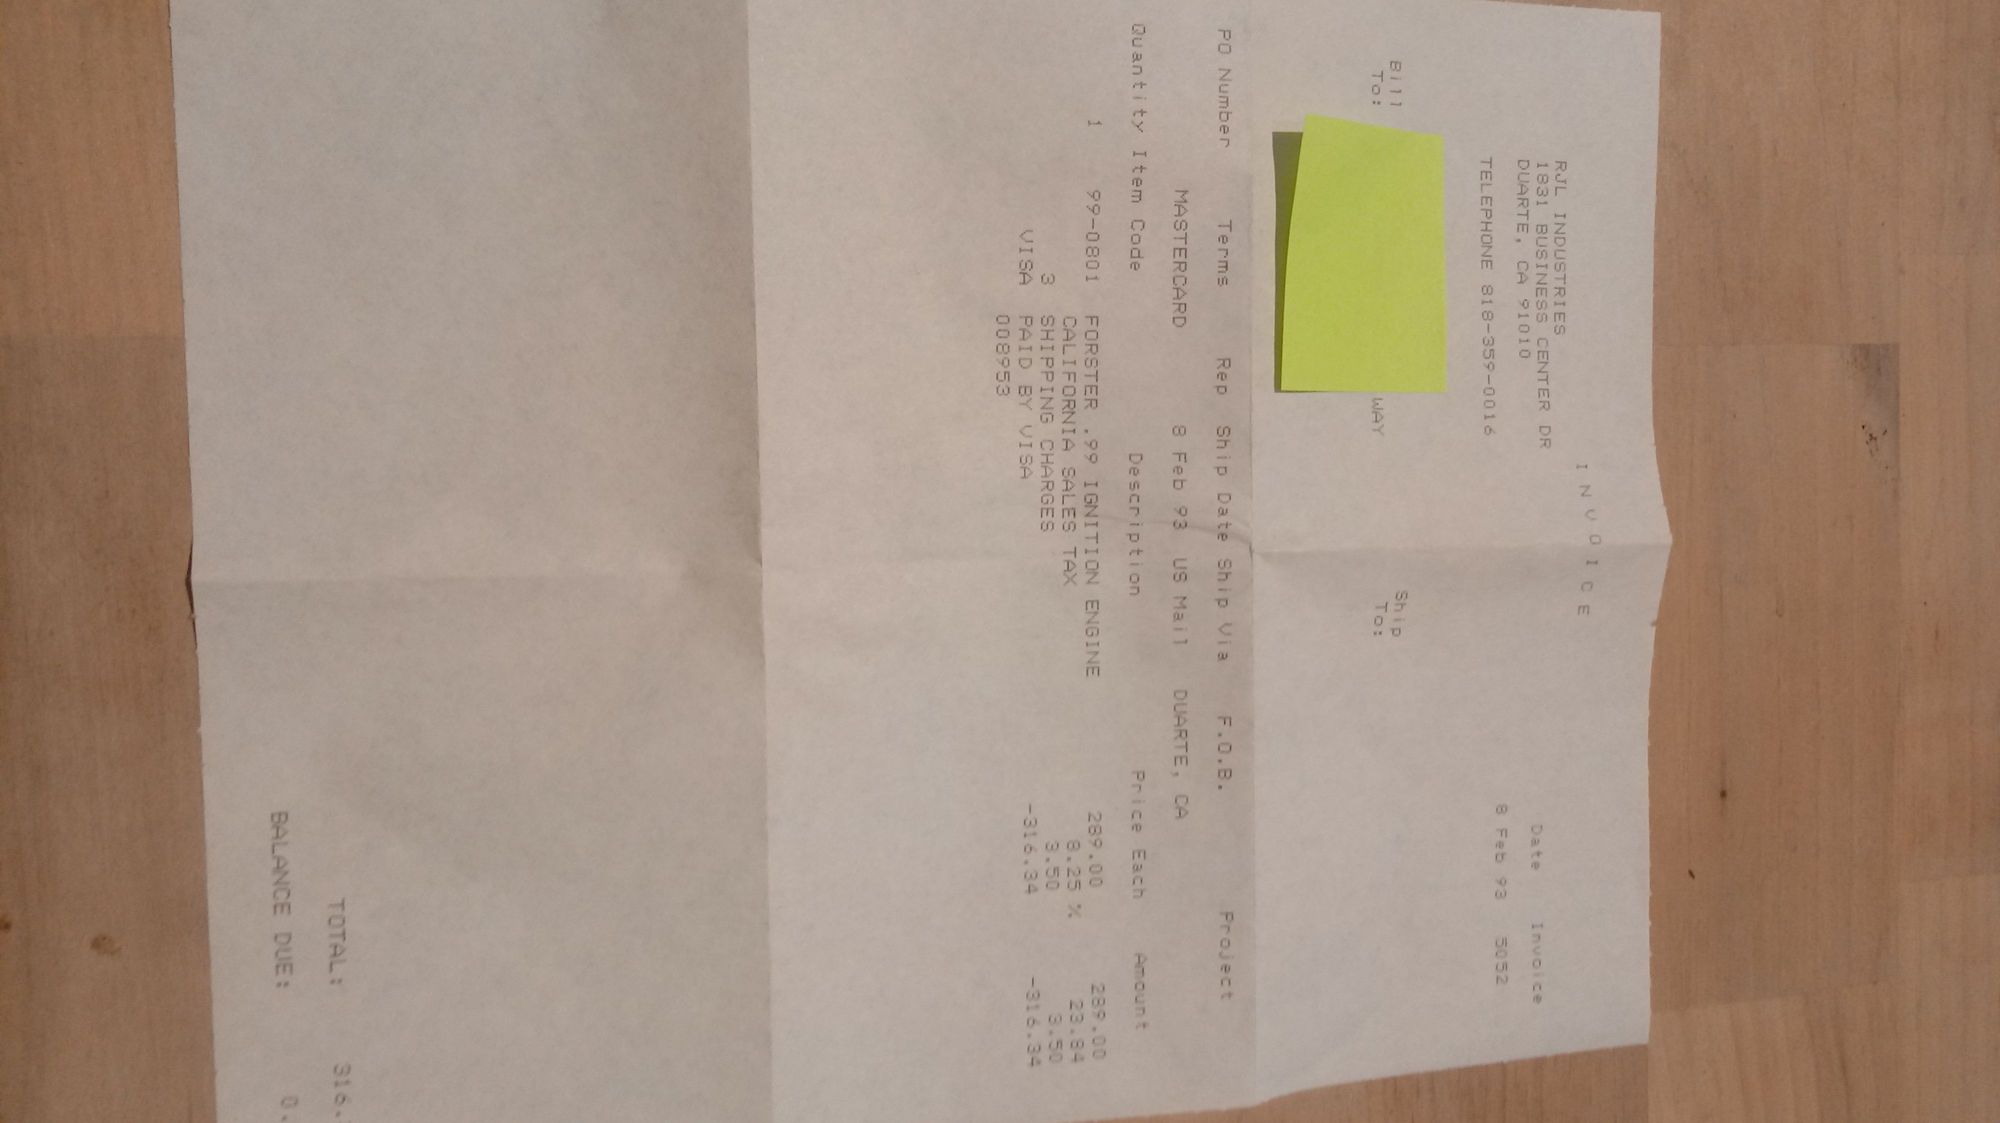 I N V O I C E
RJL INDUSTRIES
1831 BUSINESS CENTER DR
DUARTE, CA 91010
Date Invoice
TELEPHONE 818-359-0016
8 Feb 93 5052
Bill To:
Ship To:
WAY
PO Number Terms Rep Ship Date Ship Via F.O.B. Project
MASTERCARD 8 Feb 93 US Mail DUARTE, CA
Quantity Item Code Description Price Each Amount
1 99-0801 FORSTER .99 IGNITION ENGINE 289.00 289.00
CALIFORNIA SALES TAX 8.25 % 23.84
3 SHIPPING CHARGES 3.50 3.50
VISA PAID BY VISA -316.34 -316.34
008953
TOTAL: 316.
BALANCE DUE: 0.